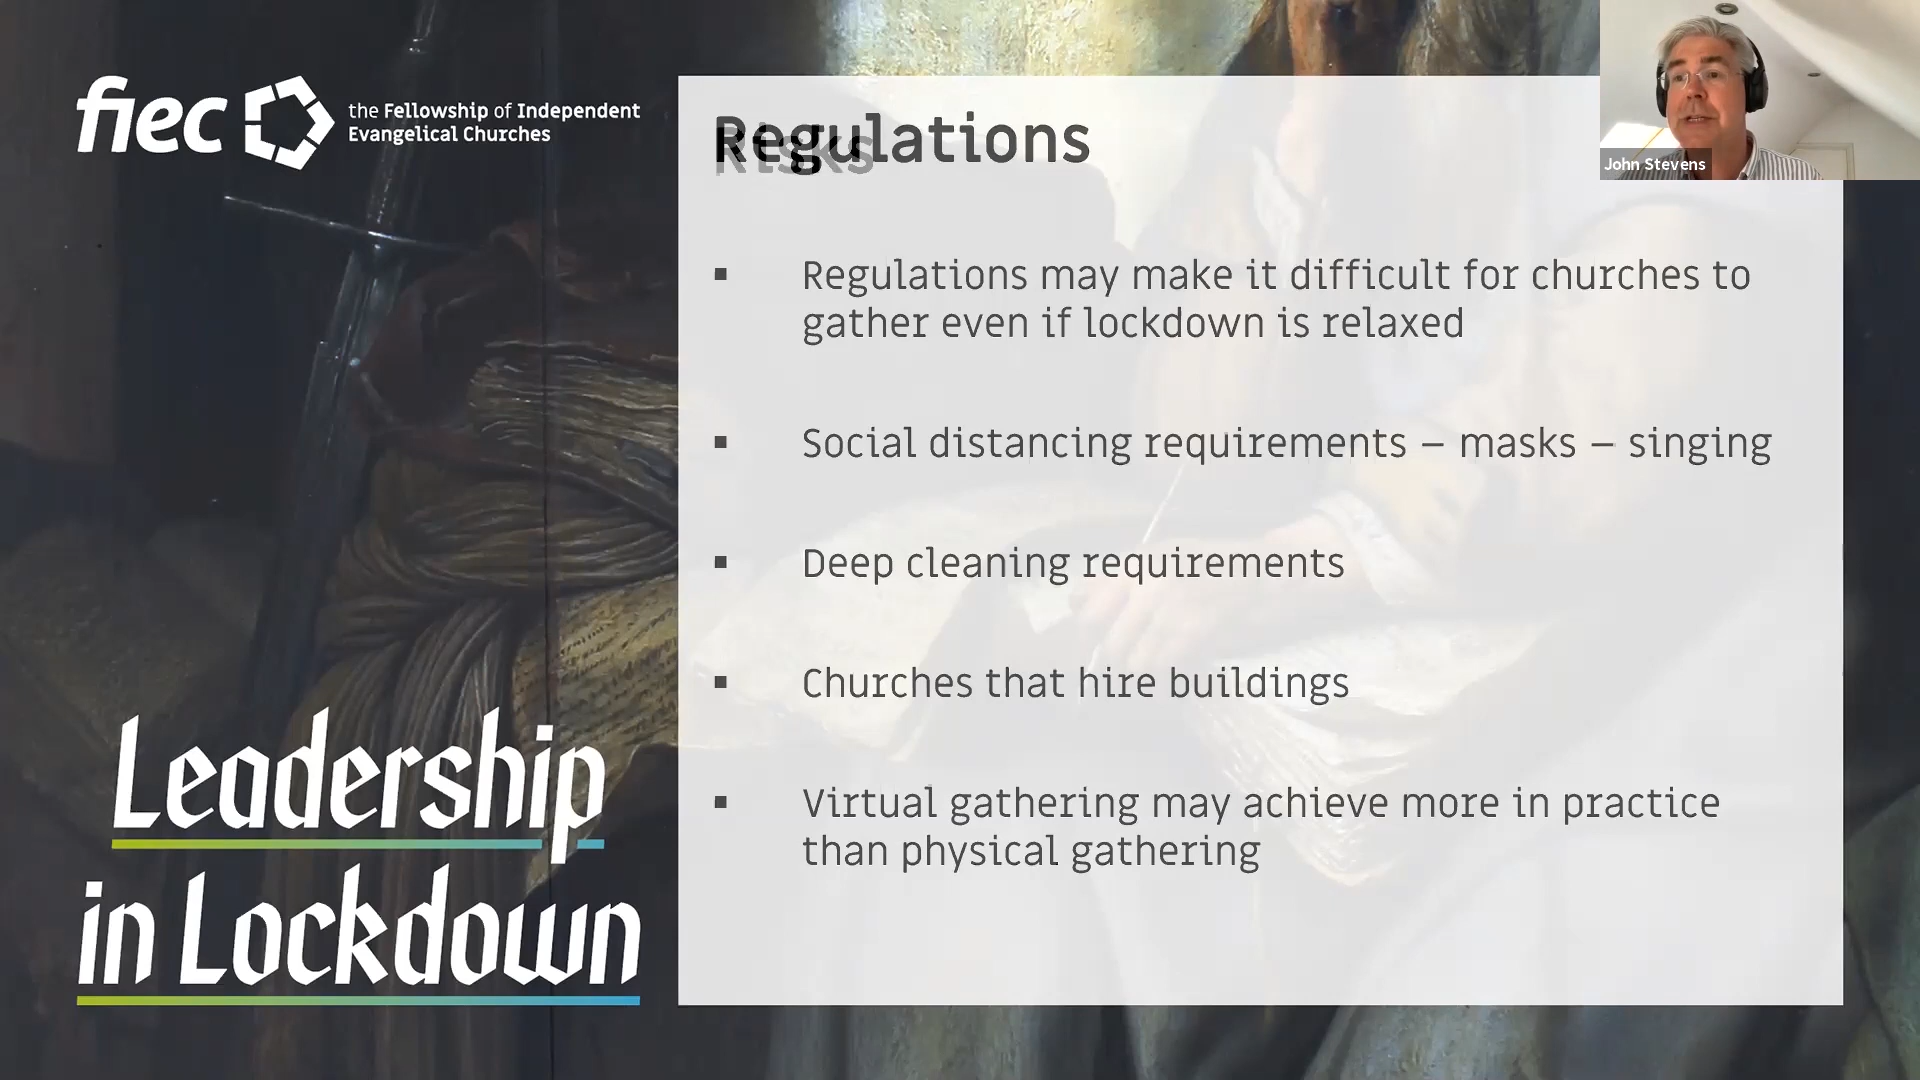 fiec
the Fellowship of Independent
Evangelical Churches
Regulations
Risks
John Stevens
Regulations may make it difficult for churches to
gather even if lockdown is relaxed
Social distancing requirements – masks – singing
Deep cleaning requirements
Churches that hire buildings
Virtual gathering may achieve more in practice
than physical gathering
Leadership
in Lockdown